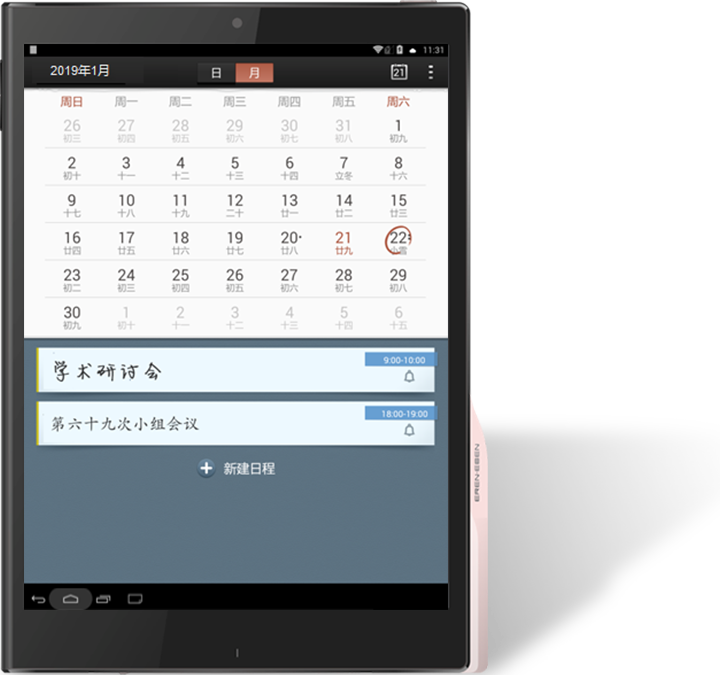 11:31
2019年1月
日 月
21
周日 周一 周二 周三 周四 周五 周六
26 27 28 29 30 31 1
初三 初四 初五 初六 初七 初八 初九
2 3 4 5 6 7 8
初十 十一 十二 十三 十四 立冬 十六
9 10 11 12 13 14 15
十七 十八 十九 二十 廿一 廿二 廿三
16 17 18 19 20 21 22
廿四 廿五 廿六 廿七 廿八 廿九 小雪
23 24 25 26 27 28 29
初二 初三 初四 初五 初六 初七 初八
30 1 2 3 4 5 6
初九 初十 十一 十二 十三 十四 十五
9:00-10:00
学术研讨会
18:00-19:00
第六十九次小组会议
新建日程
EREN·EBEN